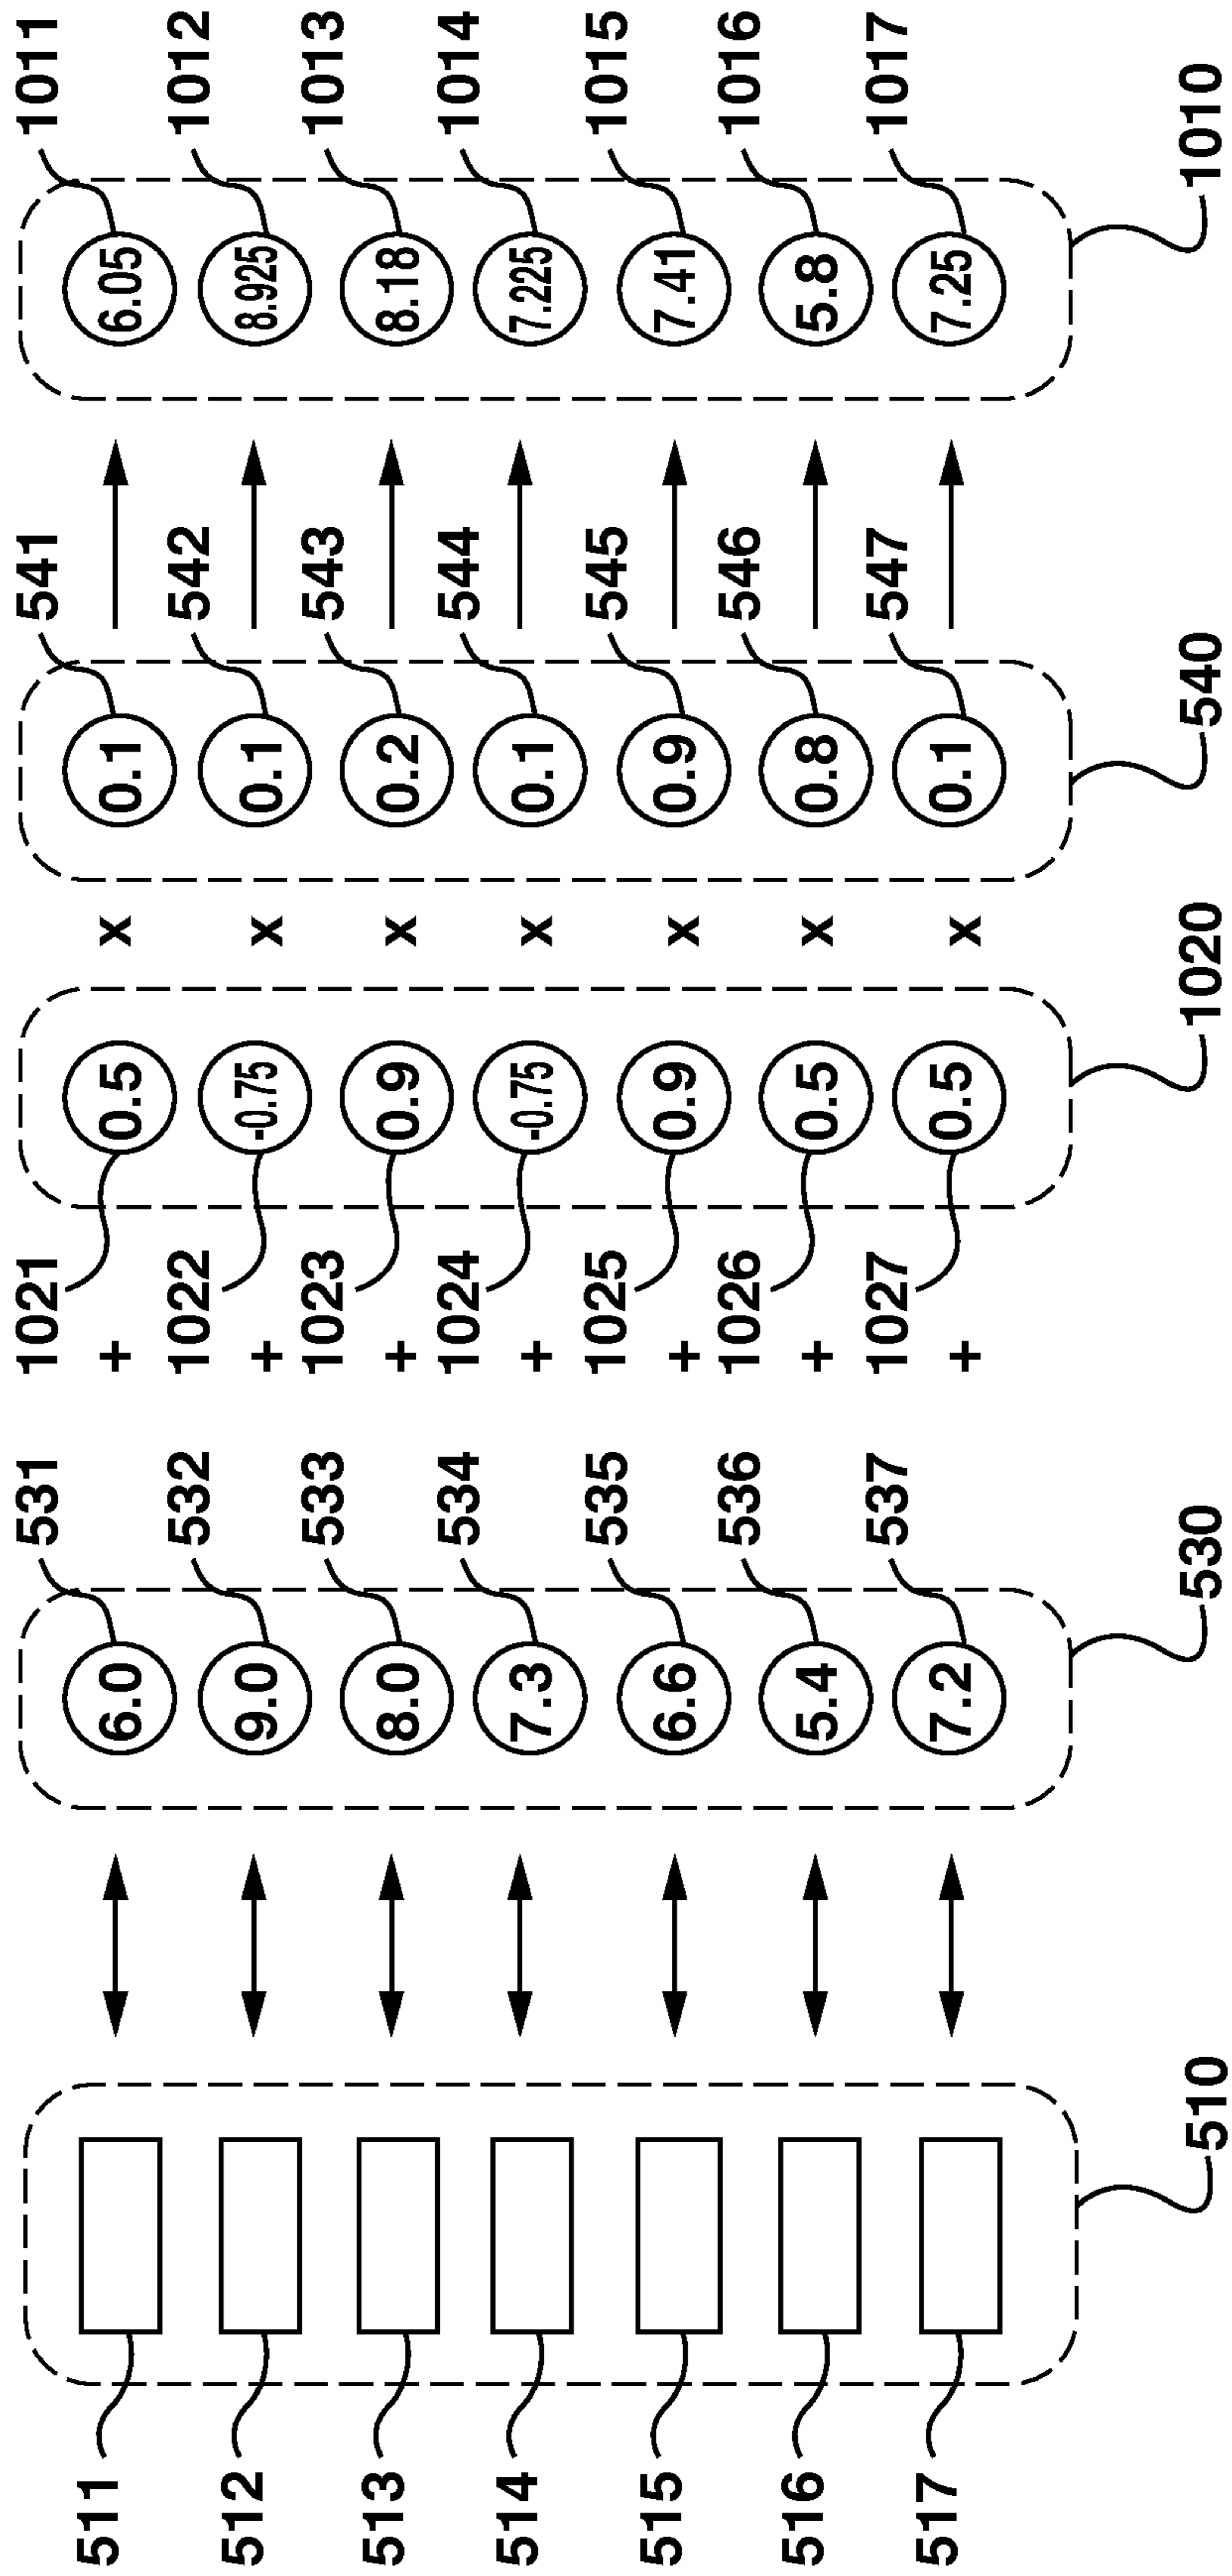 531 1021 541 1011
511 6.0 + 0.5 x 0.1 6.05
532 1022 542 1012
512 9.0 + -0.75 x 0.1 8.925
533 1023 543 1013
513 8.0 + 0.9 x 0.2 8.18
534 1024 544 1014
514 7.3 + -0.75 x 0.1 7.225
535 1025 545 1015
515 6.6 + 0.9 x 0.9 7.41
536 1026 546 1016
516 5.4 + 0.5 x 0.8 5.8
537 1027 547 1017
517 7.2 + 0.5 x 0.1 7.25
510 530 1020 540 1010